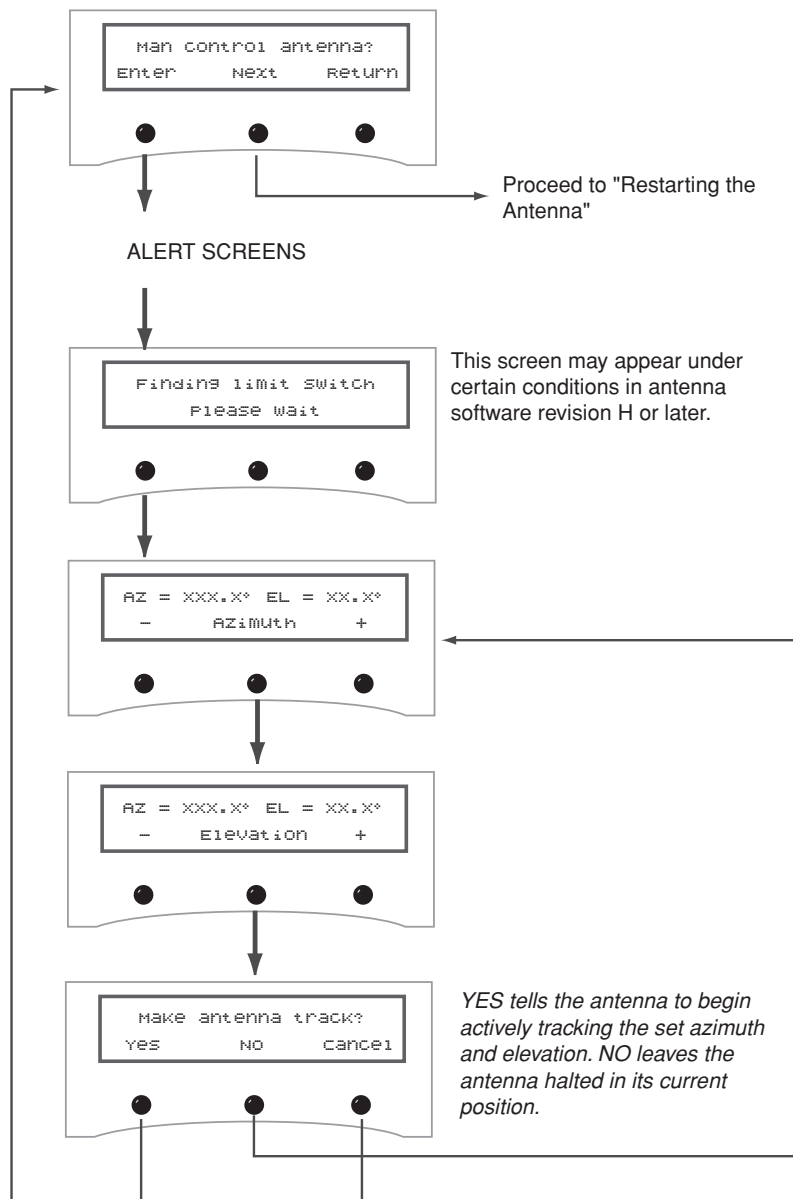 Man Control antenna?
Enter Next Return
Proceed to "Restarting the
Antenna"
ALERT SCREENS
Finding limit switch
Please Wait
This screen may appear under
certain conditions in antenna
software revision H or later.
AZ = XXX.X° EL = XX.X°
- Azimuth +
AZ = XXX.X° EL = XX.X°
- Elevation +
Make antenna track?
Yes No Cancel
YES tells the antenna to begin
actively tracking the set azimuth
and elevation. NO leaves the
antenna halted in its current
position.